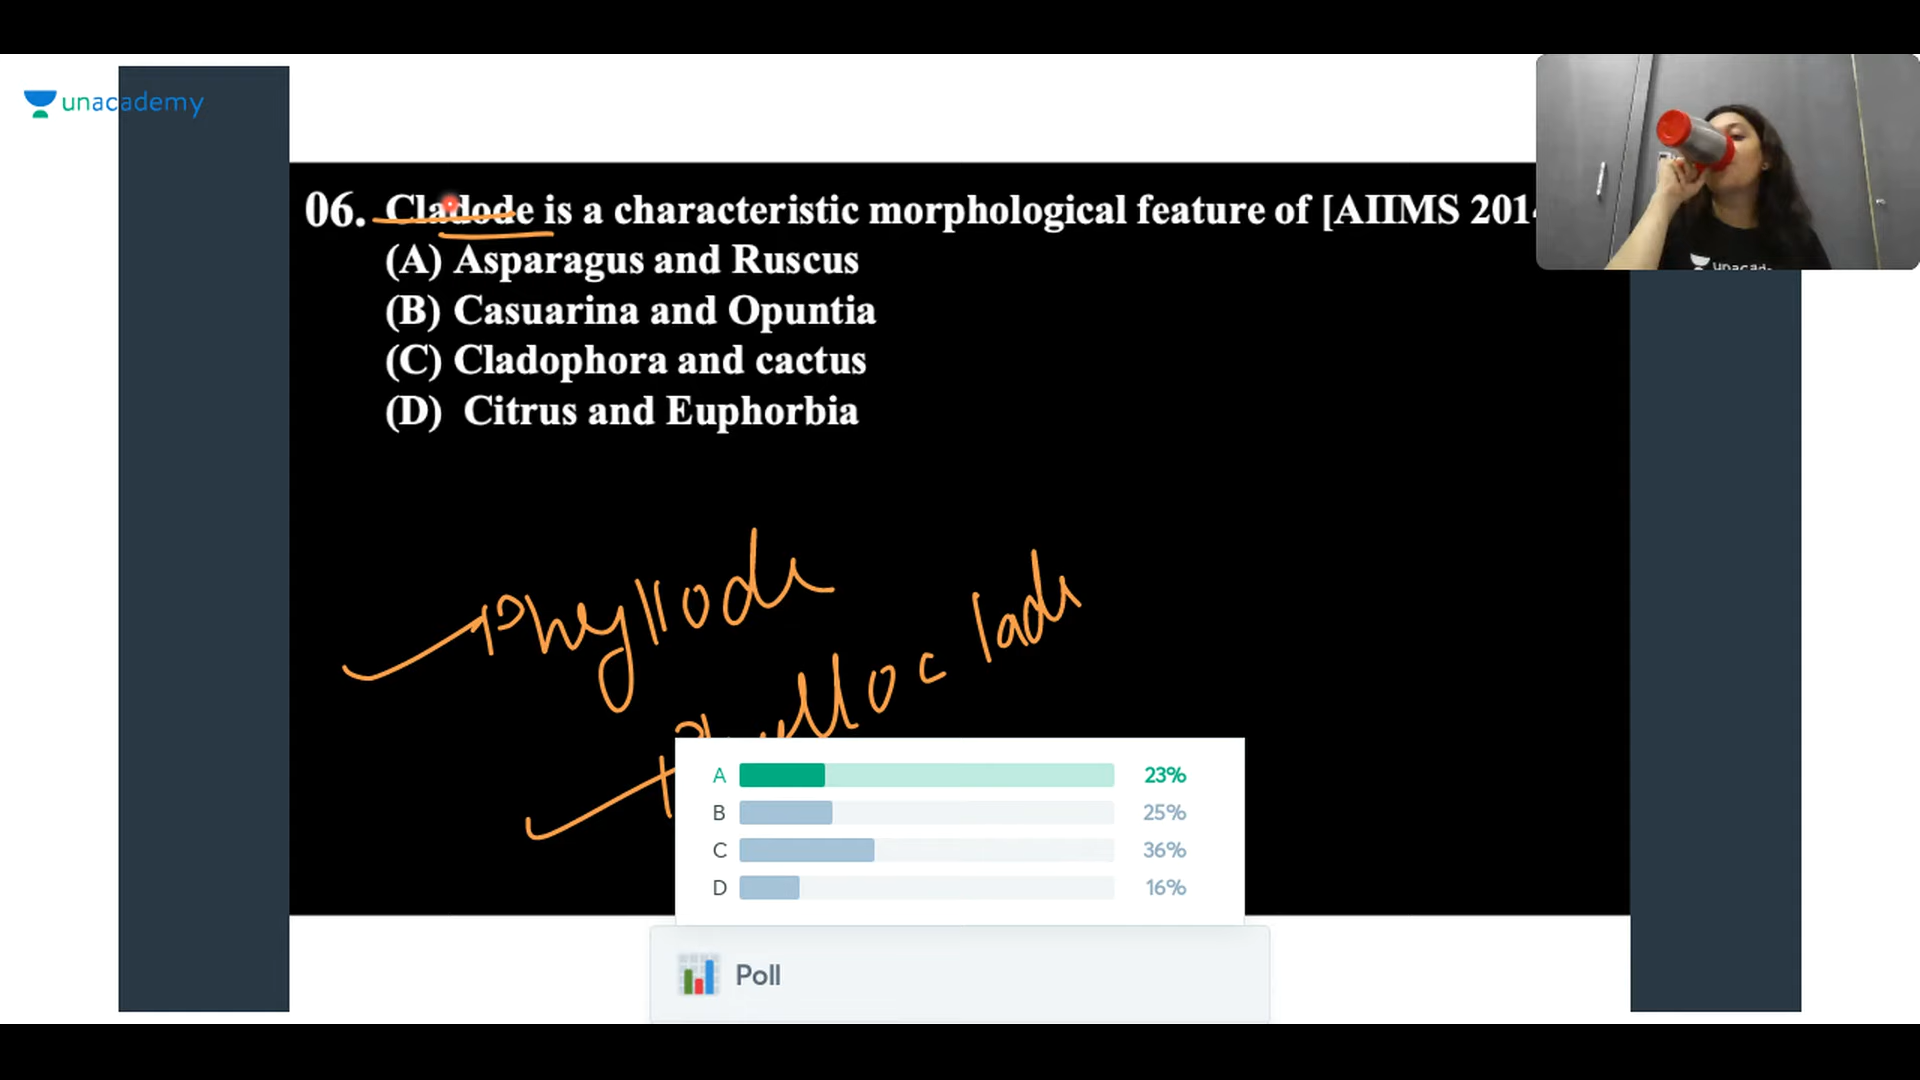 unacademy
06. Cladode is a characteristic morphological feature of [AIIMS 201
(A) Asparagus and Ruscus
(B) Casuarina and Opuntia
(C) Cladophora and cactus
(D) Citrus and Euphorbia
Phyllode
A 23%
B 25%
C 36%
D 16%
Poll